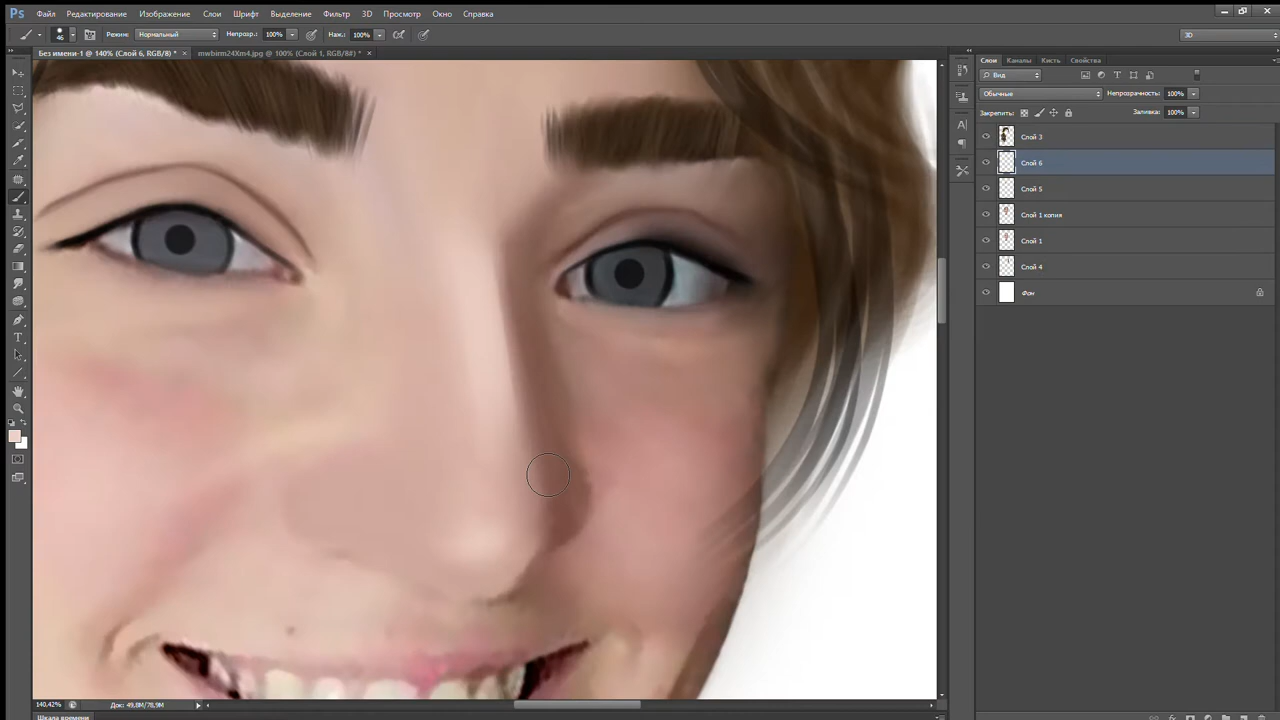 Ps Файл Редактирование Изображение Слои Шрифт Выделение Фильтр 3D Просмотр Окно Справка
46 Режим: Нормальный Непрозр.: 100% Наж.: 100% 3D
Без имени-1 @ 140% (Слой 6, RGB/8) * × mwbirm24Xm4.jpg @ 100% (Слой 1, RGB/8#) * ×
Слои Каналы Кисть Свойства
Вид
Обычные Непрозрачность: 100%
Закрепить: Заливка: 100%
Слой 3
Слой 6
Слой 5
Слой 1 копия
Слой 1
Слой 4
Фон
140,42% Док: 49,8M/78,9M
Шкала времени